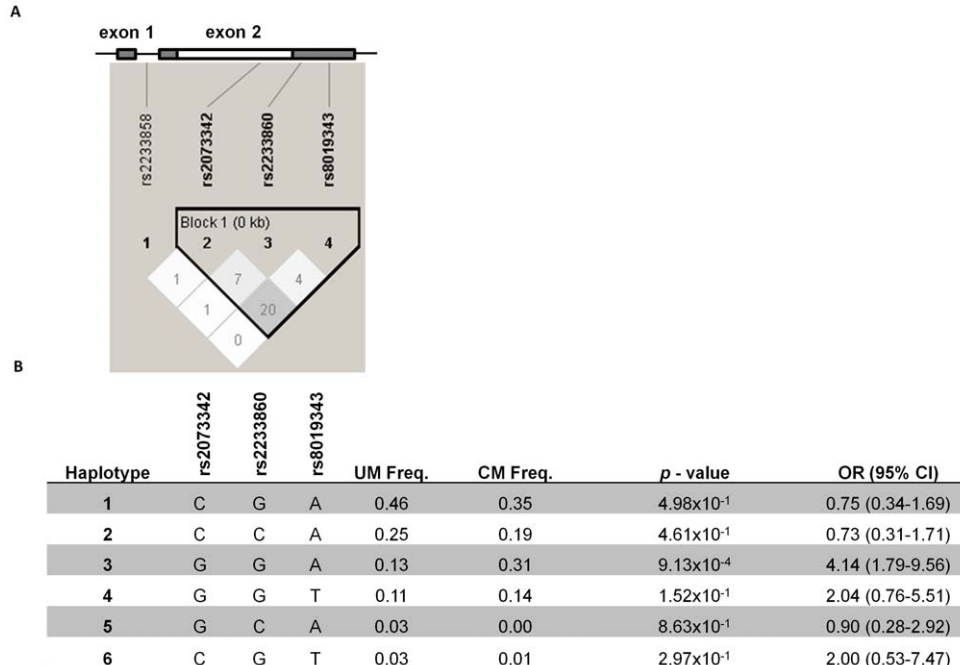 A
exon 1 exon 2
rs2233858 rs2073342 rs2233860 rs8019343
Block 1 (0 kb)
1 2 3 4
1 7 4
1 20
0
B
Haplotype rs2073342 rs2233860 rs8019343 UM Freq. CM Freq. p - value OR (95% CI)
1 C G A 0.46 0.35 4.98x10⁻¹ 0.75 (0.34-1.69)
2 C C A 0.25 0.19 4.61x10⁻¹ 0.73 (0.31-1.71)
3 G G A 0.13 0.31 9.13x10⁻⁴ 4.14 (1.79-9.56)
4 G G T 0.11 0.14 1.52x10⁻¹ 2.04 (0.76-5.51)
5 G C A 0.03 0.00 8.63x10⁻¹ 0.90 (0.28-2.92)
6 C G T 0.03 0.01 2.97x10⁻¹ 2.00 (0.53-7.47)